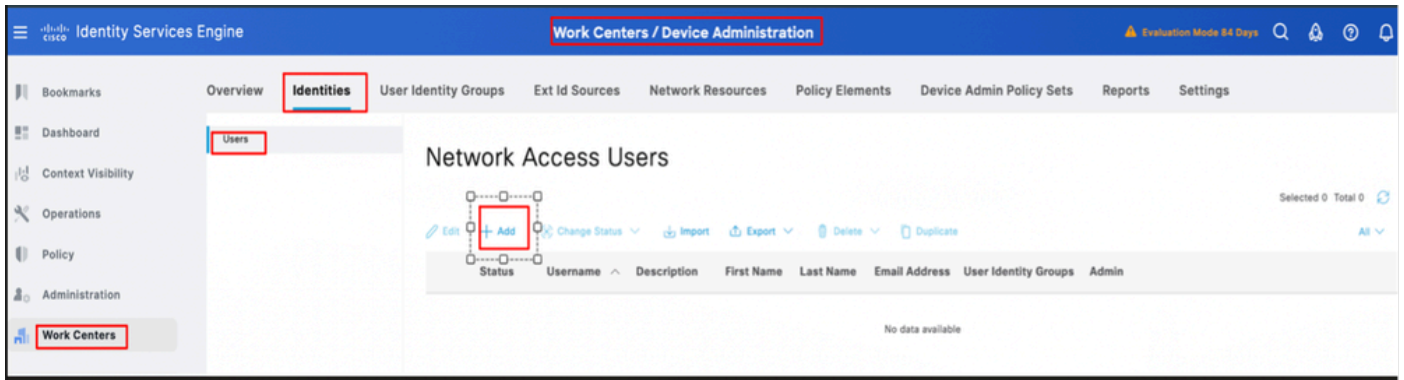 CISCO Identity Services Engine
Work Centers / Device Administration
Evaluation Mode 84 Days
Bookmarks
Dashboard
Context Visibility
Operations
Policy
Administration
Work Centers
Overview Identities User Identity Groups Ext Id Sources Network Resources Policy Elements Device Admin Policy Sets Reports Settings
Users
Network Access Users
Selected 0 Total 0
Edit + Add Change Status Import Export Delete Duplicate All
Status Username Description First Name Last Name Email Address User Identity Groups Admin
No data available